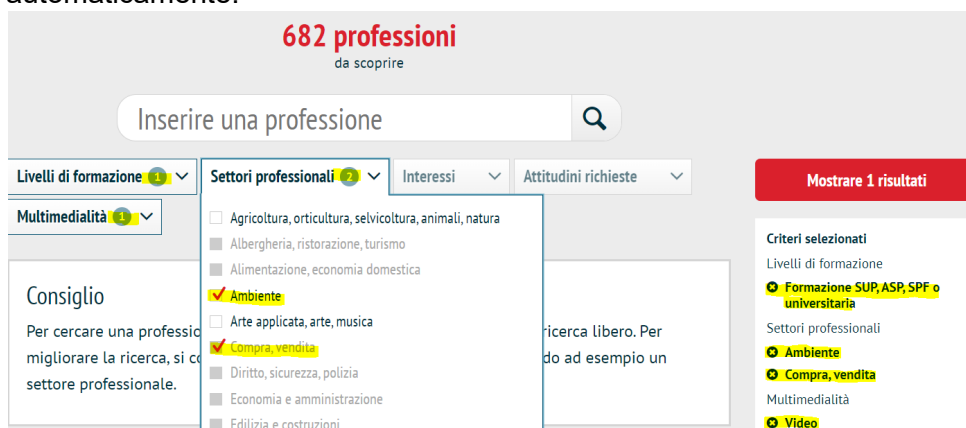 automaticamente.
682 professioni
da scoprire
Inserire una professione
Livelli di formazione 1
Settori professionali 2
Interessi
Attitudini richieste
Multimedialità 1
Agricoltura, orticultura, selvicoltura, animali, natura
Albergheria, ristorazione, turismo
Alimentazione, economia domestica
Ambiente
Arte applicata, arte, musica
Compra, vendita
Diritto, sicurezza, polizia
Economia e amministrazione
Edilizia e costruzioni
Consiglio
Per cercare una professio
ricerca libero. Per
migliorare la ricerca, si co
do ad esempio un
settore professionale.
Mostrare 1 risultati
Criteri selezionati
Livelli di formazione
Formazione SUP, ASP, SPF o
universitaria
Settori professionali
Ambiente
Compra, vendita
Multimedialità
Video